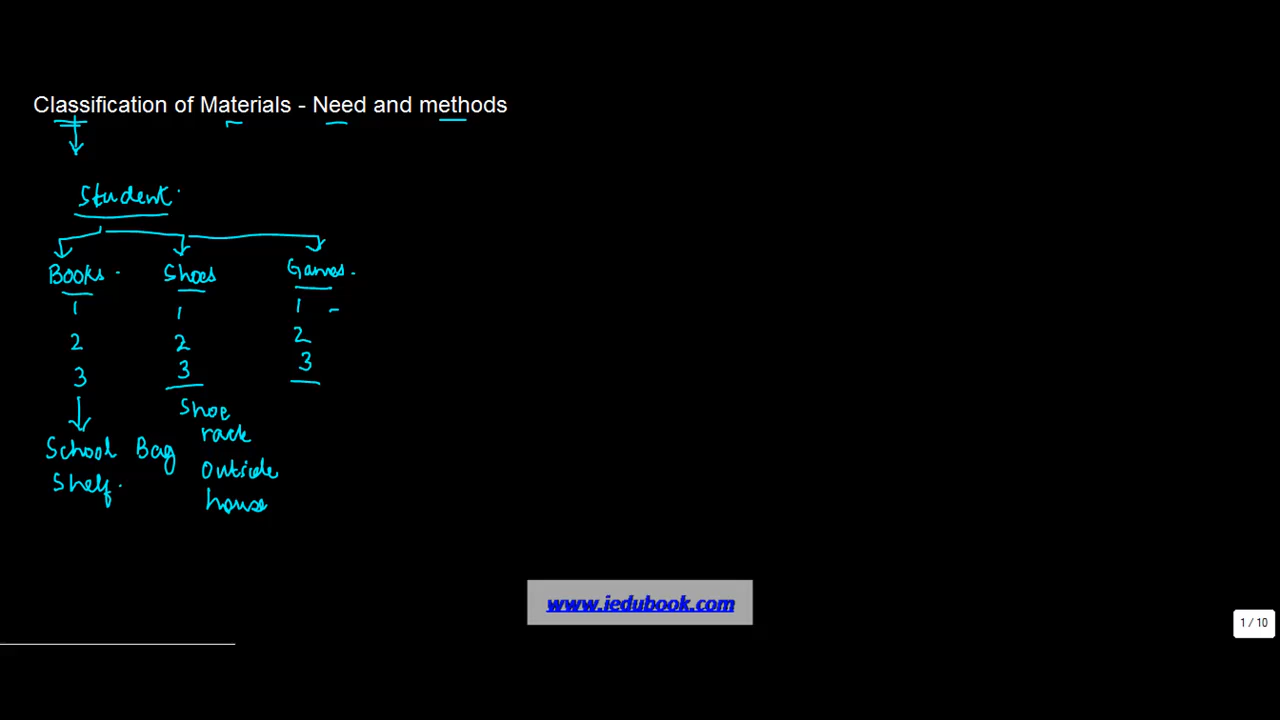 Classification of Materials - Need and methods
Student
Books Shoes Games
1 1 1
2 2 2
3 3 3
School Bag
Shelf
Shoe
rack
Outside
house
www.iedubook.com
1 / 10